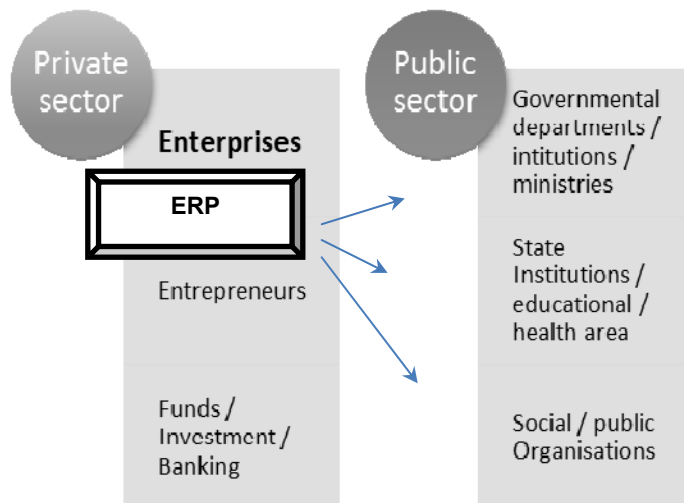 Private
sector
Enterprises
ERP
Entrepreneurs
Funds /
Investment /
Banking
Public
sector
Governmental
departments /
intitutions /
ministries
State
Institutions /
educational /
health area
Social / public
Organisations